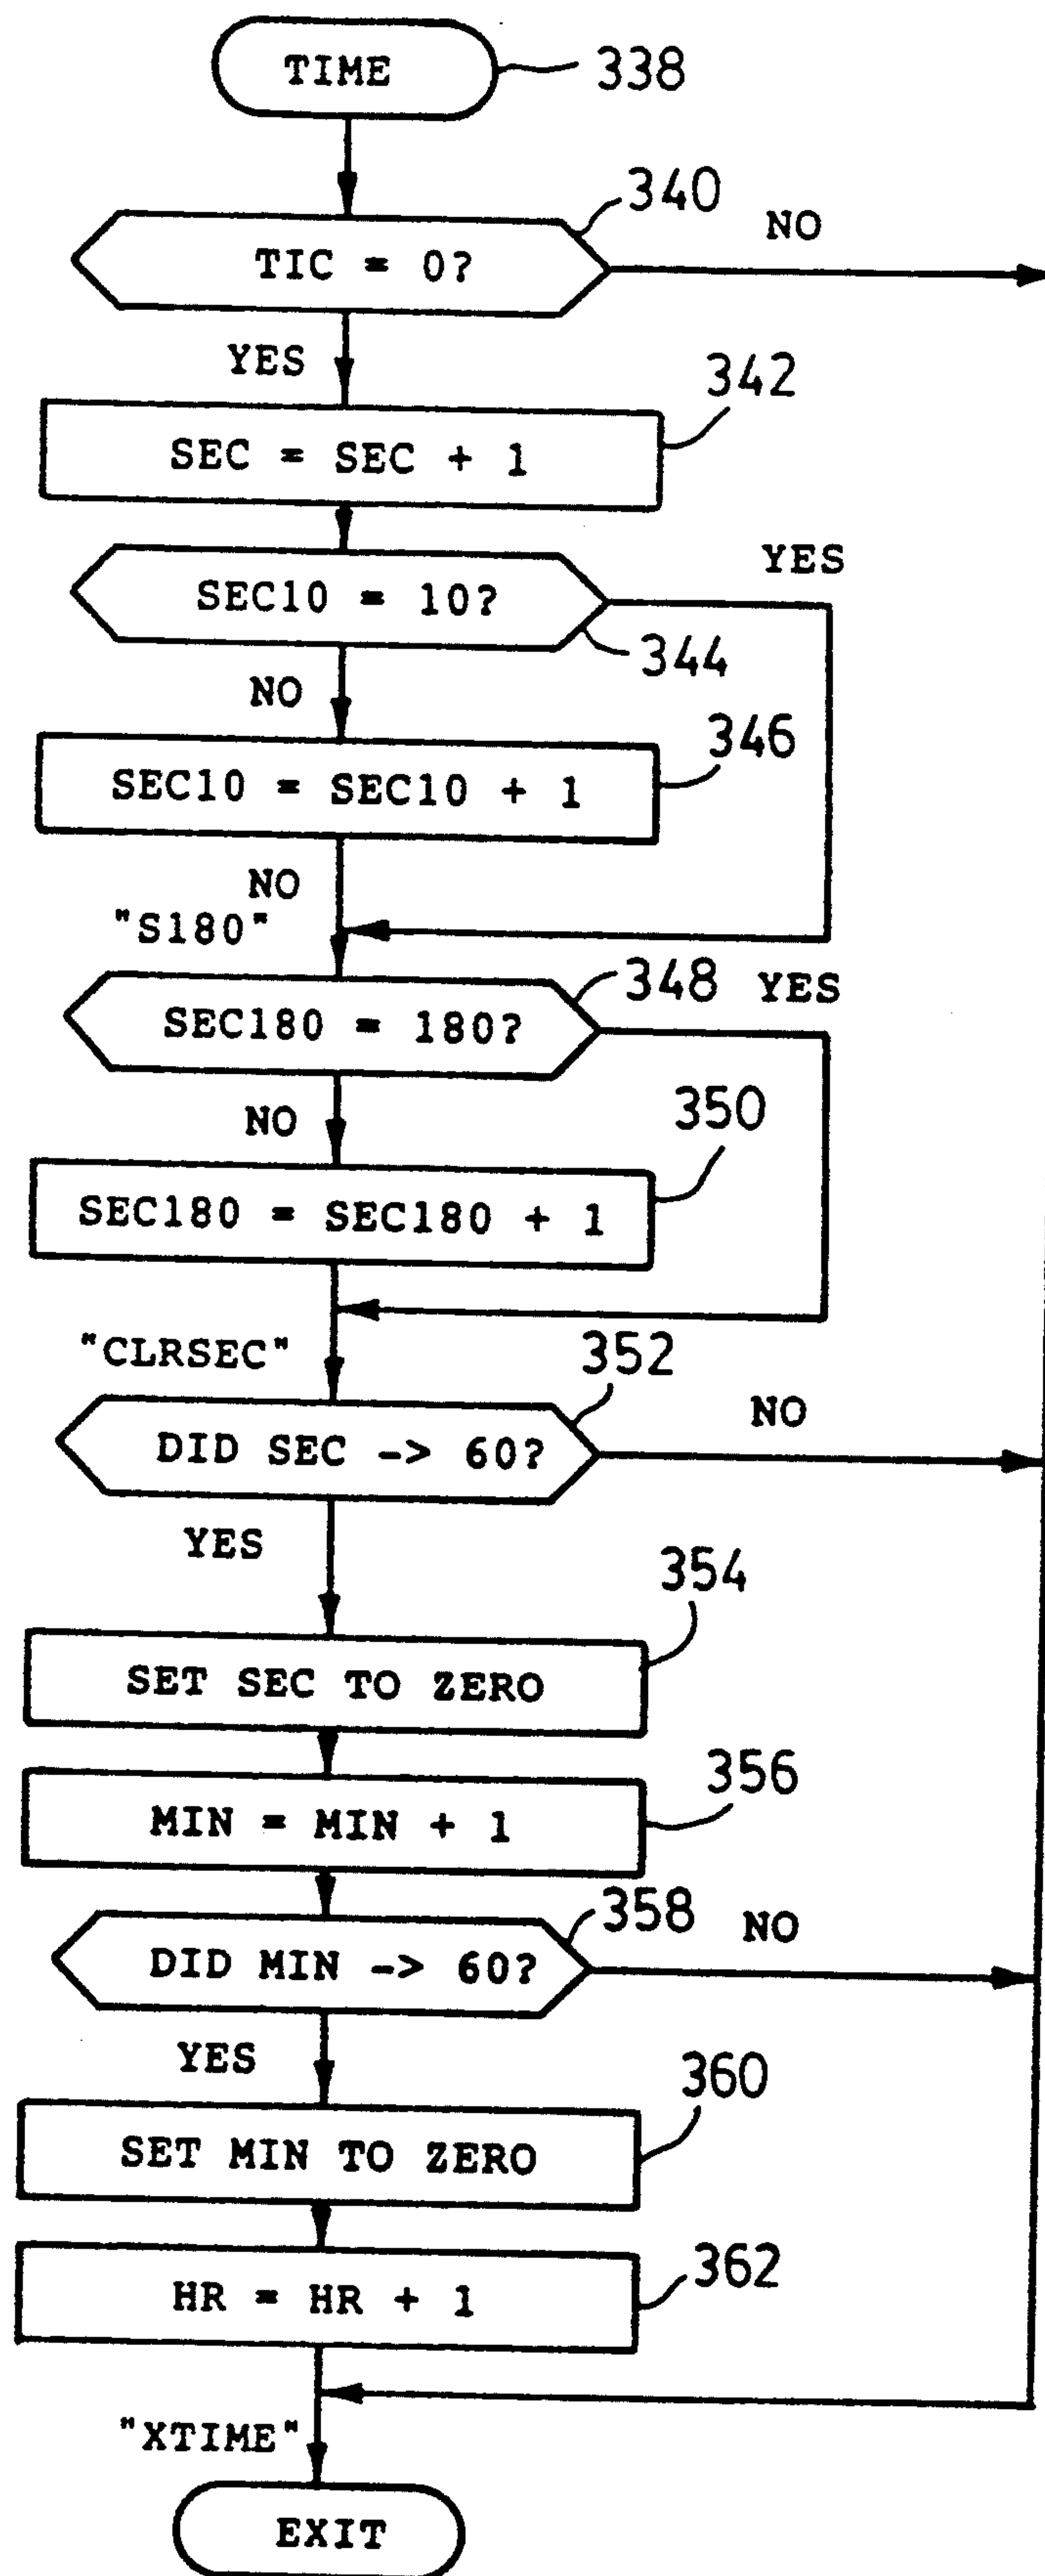 TIME
338
340
NO
TIC = 0?
YES
342
SEC = SEC + 1
YES
SEC10 = 10?
344
NO
346
SEC10 = SEC10 + 1
NO
"S180"
348
YES
SEC180 = 180?
NO
350
SEC180 = SEC180 + 1
"CLRSEC"
352
NO
DID SEC -> 60?
YES
354
SET SEC TO ZERO
356
MIN = MIN + 1
358
NO
DID MIN -> 60?
YES
360
SET MIN TO ZERO
362
HR = HR + 1
"XTIME"
EXIT